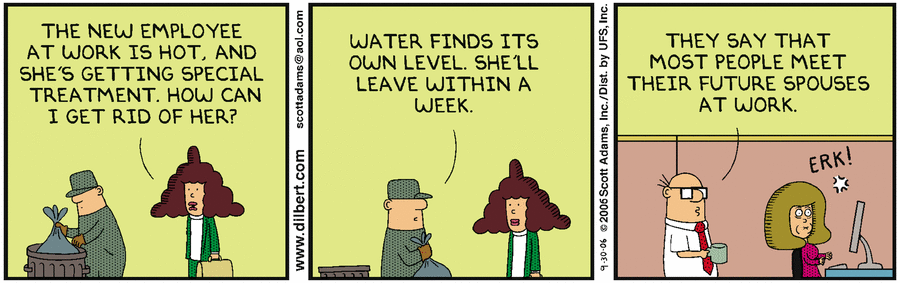 THE NEW EMPLOYEE
AT WORK IS HOT, AND
SHE'S GETTING SPECIAL
TREATMENT. HOW CAN
I GET RID OF HER?
www.dilbert.com scottadams@aol.com
WATER FINDS ITS
OWN LEVEL. SHE'LL
LEAVE WITHIN A
WEEK.
9-30-06 © 2006 Scott Adams, Inc./Dist. by UFS, Inc.
THEY SAY THAT
MOST PEOPLE MEET
THEIR FUTURE SPOUSES
AT WORK.
ERK!